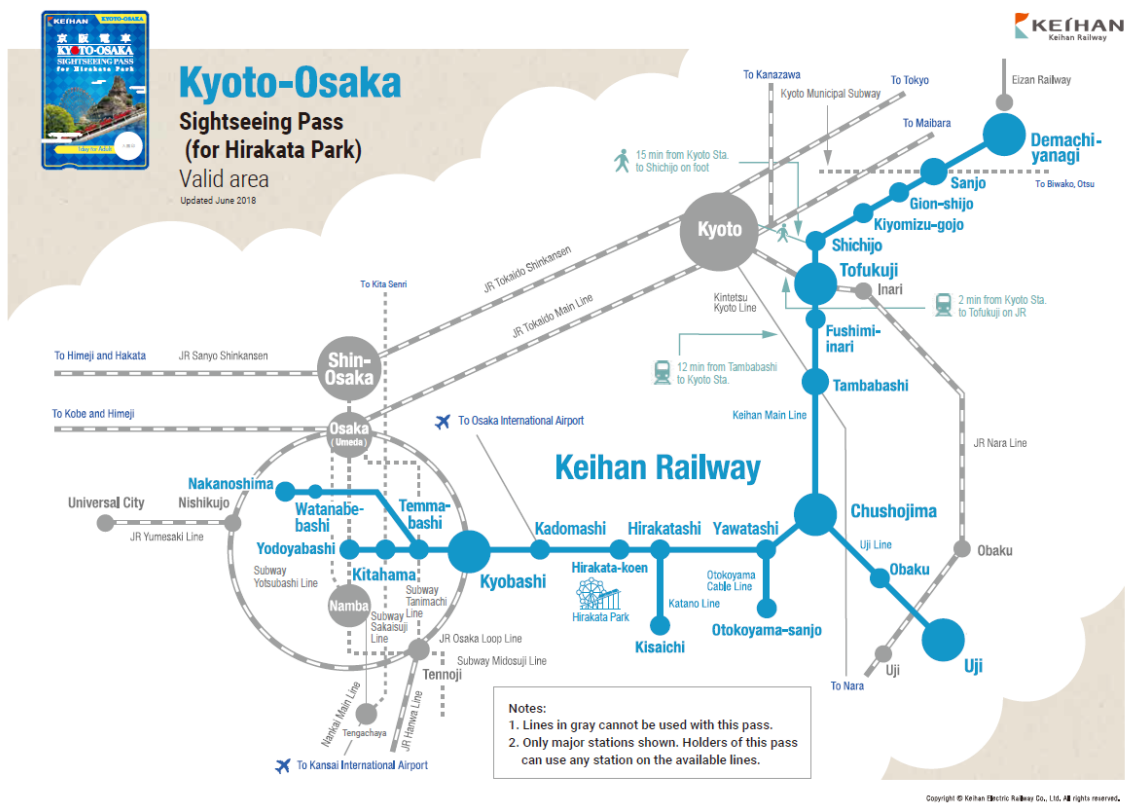 KEIHAN
KYOTO-OSAKA
京阪電車
KYOTO-OSAKA
SIGHTSEEING PASS
for Hirakata Park
1day for Adult
KEIHAN
Keihan Railway
Kyoto-Osaka
Sightseeing Pass
(for Hirakata Park)
Valid area
Updated June 2018
To Kanazawa
To Tokyo
Kyoto Municipal Subway
Eizan Railway
To Maibara
Demachi-
yanagi
15 min from Kyoto Sta.
to Shichijo on foot
Sanjo
To Biwako, Otsu
Gion-shijo
Kiyomizu-gojo
Kyoto
Shichijo
Tofukuji
Inari
JR Tokaido Shinkansen
To Kita Senri
JR Tokaido Main Line
Kintetsu
Kyoto Line
2 min from Kyoto Sta.
to Tofukuji on JR
Fushimi-
inari
To Himeji and Hakata
JR Sanyo Shinkansen
Shin-
Osaka
12 min from Tambabashi
to Kyoto Sta.
Tambabashi
To Kobe and Himeji
Osaka
(Umeda)
To Osaka International Airport
Keihan Main Line
JR Nara Line
Keihan Railway
Nakanoshima
Universal City
Nishikujo
Watanabe-
bashi
Temma-
bashi
JR Yumesaki Line
Kadomashi
Hirakatashi
Yawatashi
Chushojima
Yodoyabashi
Kitahama
Kyobashi
Hirakata-koen
Uji Line
Obaku
Obaku
Subway
Yotsubashi Line
Otokoyama
Cable Line
Subway
Tanimachi
Line
Namba
Hirakata Park
Katano Line
Subway
Sakaisuji
Line
Otokoyama-sanjo
JR Osaka Loop Line
Kisaichi
Subway Midosuji Line
Tennoji
Uji
Uji
To Nara
Nankai Main Line
JR Hanwa Line
Tengachaya
To Kansai International Airport
Notes:
1. Lines in gray cannot be used with this pass.
2. Only major stations shown. Holders of this pass
can use any station on the available lines.
Copyright © Keihan Electric Railway Co., Ltd. All rights reserved.